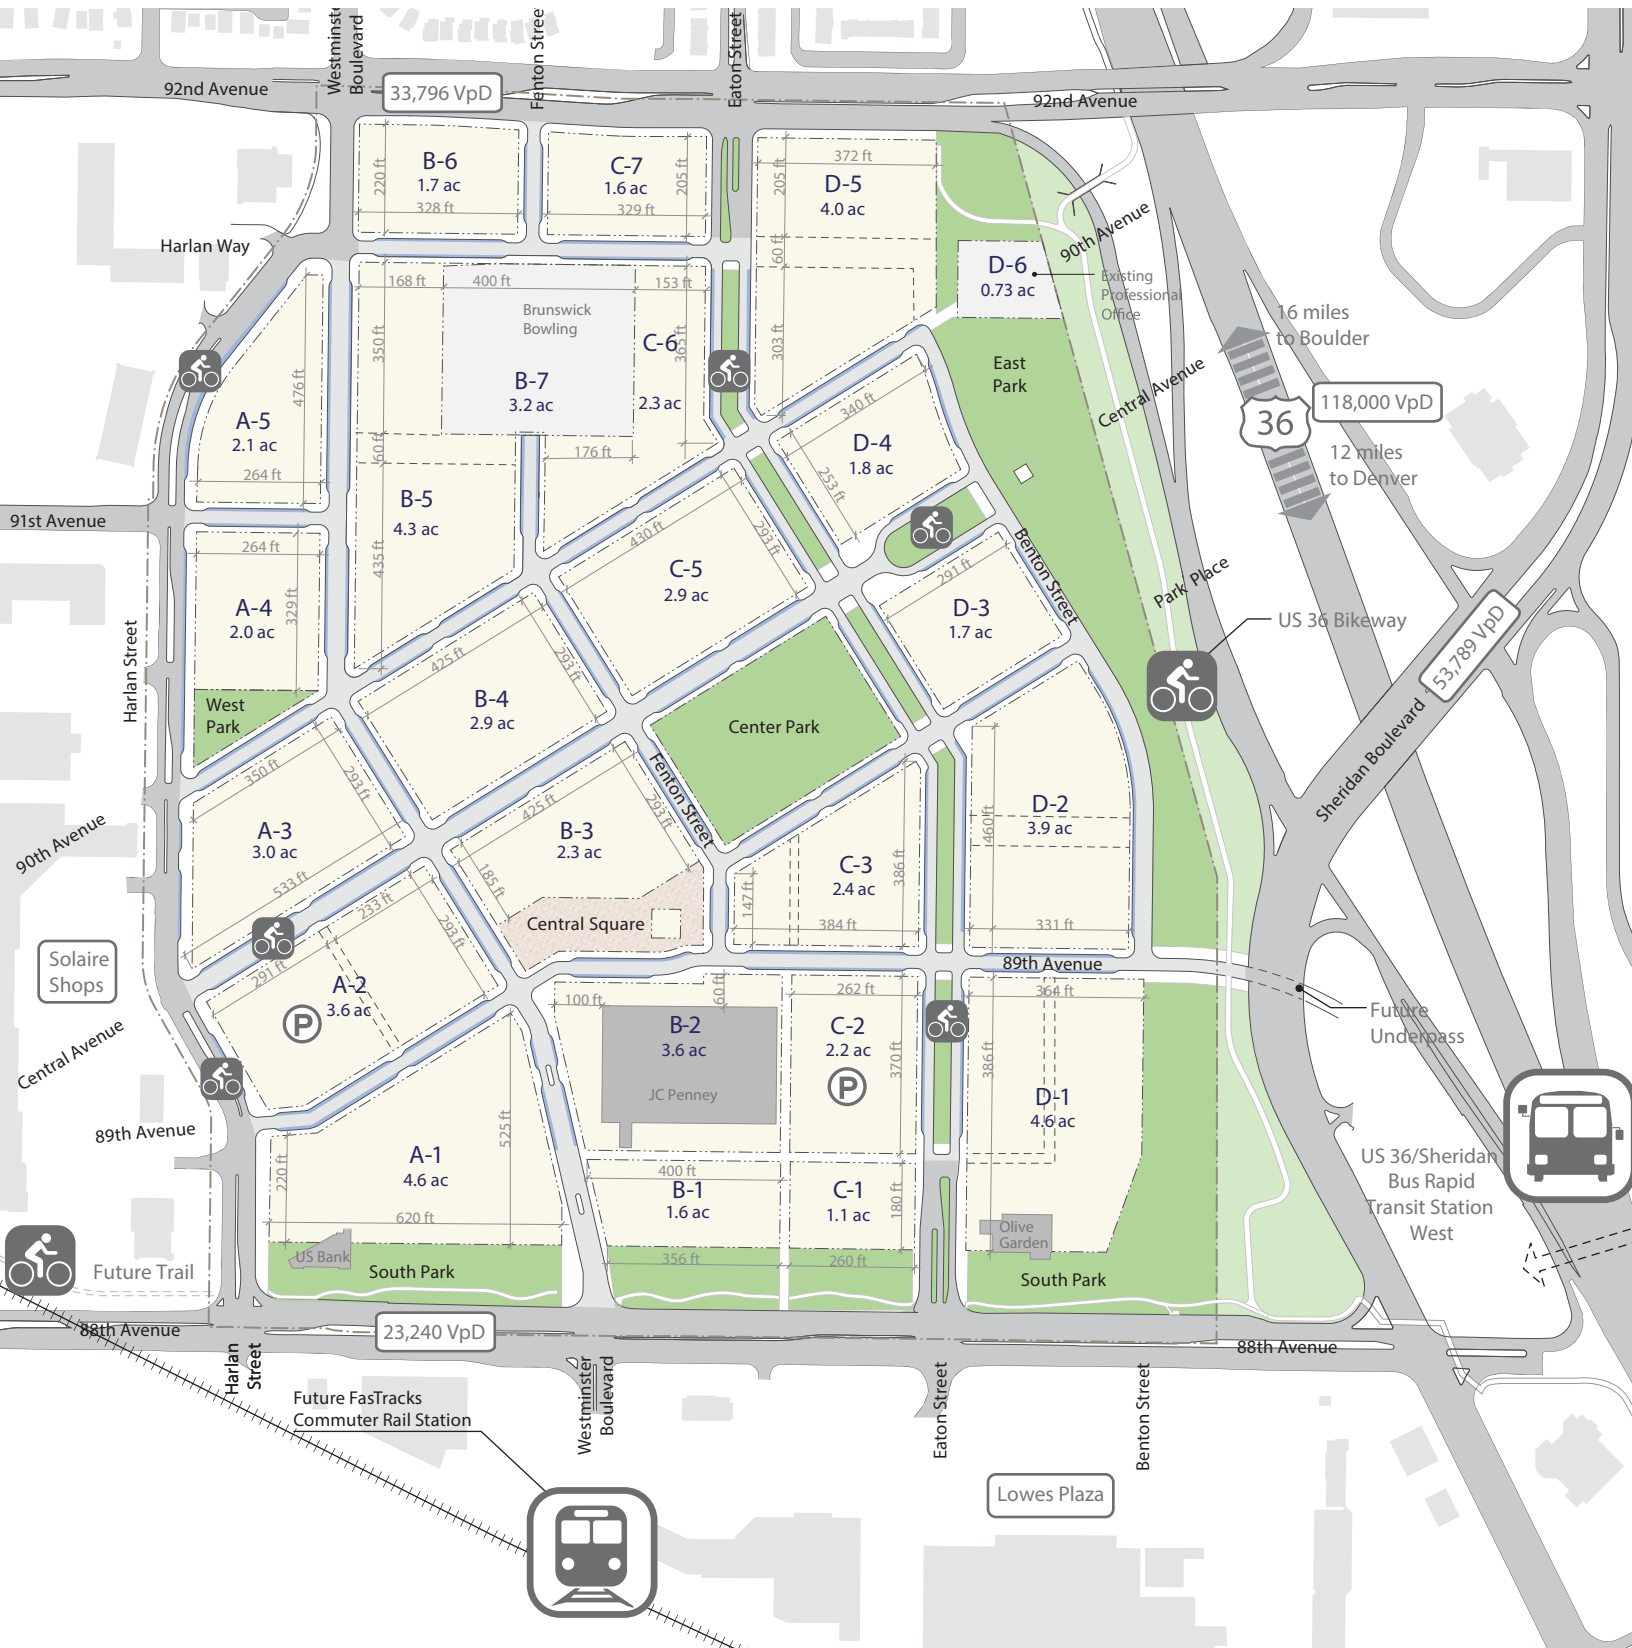 Westminster
Boulevard
Fenton Street
Eaton Street
92nd Avenue
33,796 VpD
92nd Avenue
B-6
1.7 ac
220 ft
328 ft
C-7
1.6 ac
205 ft
329 ft
372 ft
205 ft
D-5
4.0 ac
60 ft
303 ft
Harlan Way
90th Avenue
D-6
0.73 ac
Existing
Professional
Office
168 ft
400 ft
153 ft
Brunswick
Bowling
350 ft
C-6
365 ft
2.3 ac
B-7
3.2 ac
60 ft
176 ft
476 ft
A-5
2.1 ac
264 ft
East
Park
Central Avenue
16 miles
to Boulder
36
118,000 VpD
12 miles
to Denver
340 ft
D-4
1.8 ac
253 ft
91st Avenue
B-5
4.3 ac
435 ft
430 ft
293 ft
C-5
2.9 ac
264 ft
A-4
2.0 ac
329 ft
291 ft
D-3
1.7 ac
Benton Street
Park Place
US 36 Bikeway
53,789 VpD
Sheridan Boulevard
Harlan Street
West
Park
425 ft
293 ft
B-4
2.9 ac
Center Park
350 ft
293 ft
A-3
3.0 ac
533 ft
425 ft
293 ft
B-3
2.3 ac
185 ft
Fenton Street
Central Square
C-3
2.4 ac
386 ft
147 ft
384 ft
D-2
3.9 ac
460 ft
331 ft
90th Avenue
Solaire
Shops
233 ft
293 ft
291 ft
A-2
3.6 ac
P
89th Avenue
100 ft
60 ft
B-2
3.6 ac
JC Penney
262 ft
C-2
2.2 ac
370 ft
P
364 ft
386 ft
D-1
4.6 ac
Future
Underpass
Central Avenue
89th Avenue
A-1
4.6 ac
525 ft
220 ft
620 ft
US Bank
South Park
400 ft
B-1
1.6 ac
356 ft
C-1
1.1 ac
180 ft
260 ft
Olive
Garden
South Park
US 36/Sheridan
Bus Rapid
Transit Station
West
Future Trail
88th Avenue
23,240 VpD
88th Avenue
Harlan
Street
Westminster
Boulevard
Eaton Street
Benton Street
Future FasTracks
Commuter Rail Station
Lowes Plaza